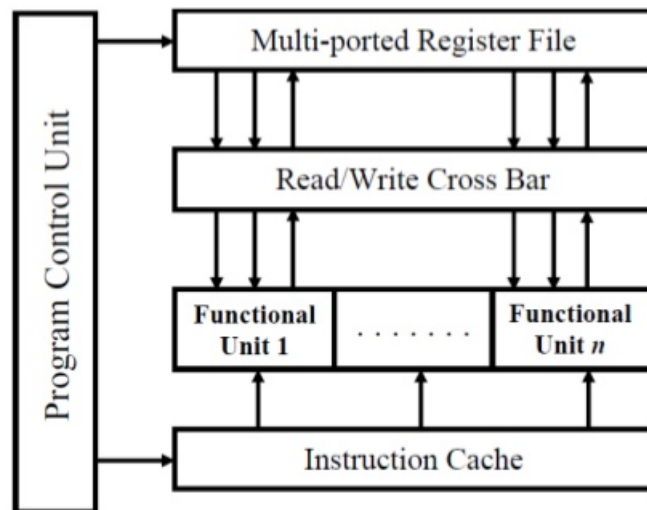 Program Control Unit
Multi-ported Register File
Read/Write Cross Bar
Functional
Unit 1
. . . . . . .
Functional
Unit n
Instruction Cache